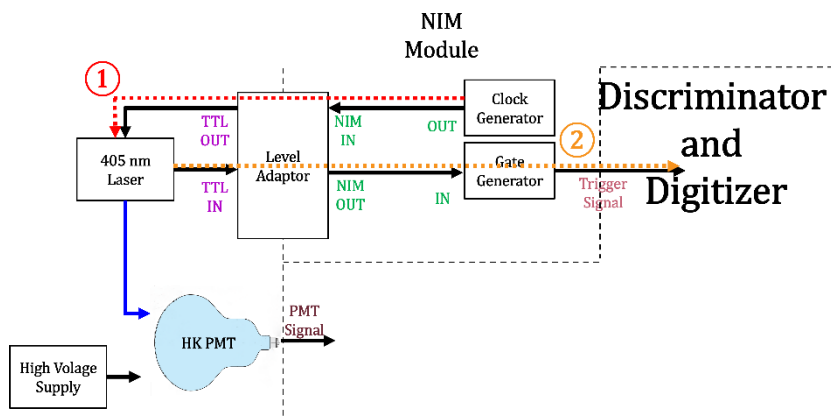 NIM
Module
①
TTL
OUT
NIM
IN
OUT
Clock
Generator
Discriminator
and
Digitizer
405 nm
Laser
Level
Adaptor
②
Gate
Generator
TTL
IN
NIM
OUT
IN
Trigger
Signal
HK PMT
PMT
Signal
High Volage
Supply